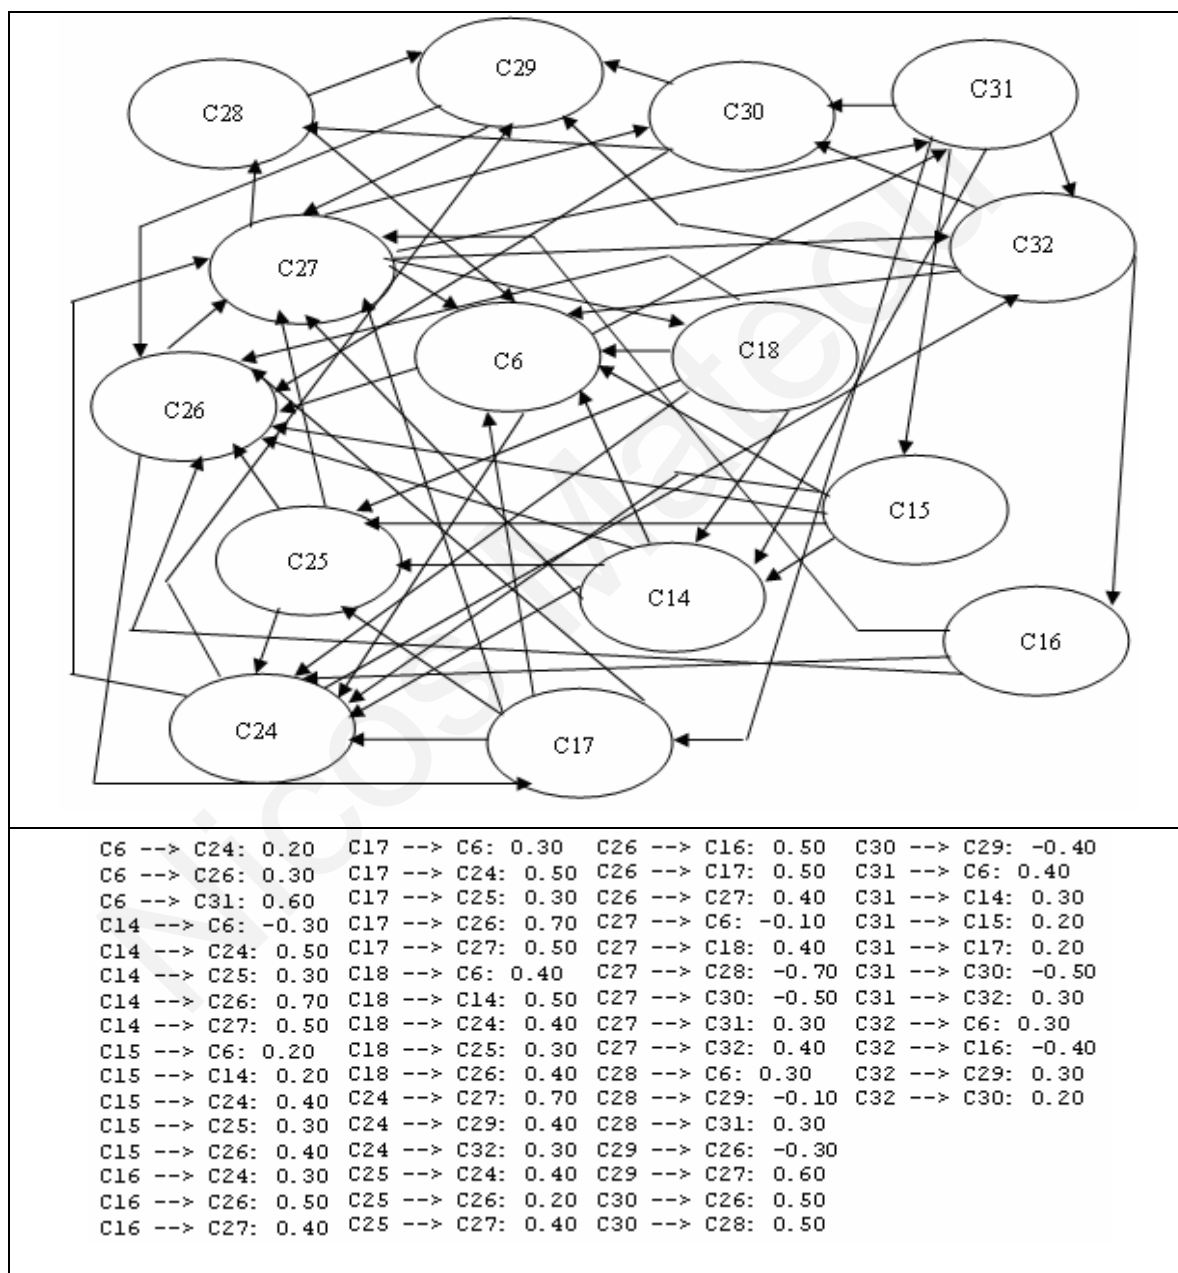 C29
C31
C28
C30
C32
C27
C18
C6
C26
C15
C25
C14
C16
C24
C17
Nicos Mateou
C6 --> C24: 0.20 C17 --> C6: 0.30 C26 --> C16: 0.50 C30 --> C29: -0.40
C6 --> C26: 0.30 C17 --> C24: 0.50 C26 --> C17: 0.50 C31 --> C6: 0.40
C6 --> C31: 0.60 C17 --> C25: 0.30 C26 --> C27: 0.40 C31 --> C14: 0.30
C14 --> C6: -0.30 C17 --> C26: 0.70 C27 --> C6: -0.10 C31 --> C15: 0.20
C14 --> C24: 0.50 C17 --> C27: 0.50 C27 --> C18: 0.40 C31 --> C17: 0.20
C14 --> C25: 0.30 C18 --> C6: 0.40 C27 --> C28: -0.70 C31 --> C30: -0.50
C14 --> C26: 0.70 C18 --> C14: 0.50 C27 --> C30: -0.50 C31 --> C32: 0.30
C14 --> C27: 0.50 C18 --> C24: 0.40 C27 --> C31: 0.30 C32 --> C6: 0.30
C15 --> C6: 0.20 C18 --> C25: 0.30 C27 --> C32: 0.40 C32 --> C16: -0.40
C15 --> C14: 0.20 C18 --> C26: 0.40 C28 --> C6: 0.30 C32 --> C29: 0.30
C15 --> C24: 0.40 C24 --> C27: 0.70 C28 --> C29: -0.10 C32 --> C30: 0.20
C15 --> C25: 0.30 C24 --> C29: 0.40 C28 --> C31: 0.30
C15 --> C26: 0.40 C24 --> C32: 0.30 C29 --> C26: -0.30
C16 --> C24: 0.30 C25 --> C24: 0.40 C29 --> C27: 0.60
C16 --> C26: 0.50 C25 --> C26: 0.20 C30 --> C26: 0.50
C16 --> C27: 0.40 C25 --> C27: 0.40 C30 --> C28: 0.50